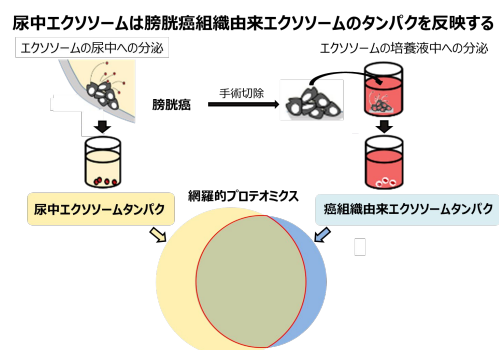 尿中エクソソームは膀胱癌組織由来エクソソームのタンパクを反映する
エクソソームの尿中への分泌
エクソソームの培養液中への分泌
膀胱癌
手術切除
尿中エクソソームタンパク
網羅的プロテオミクス
癌組織由来エクソソームタンパク